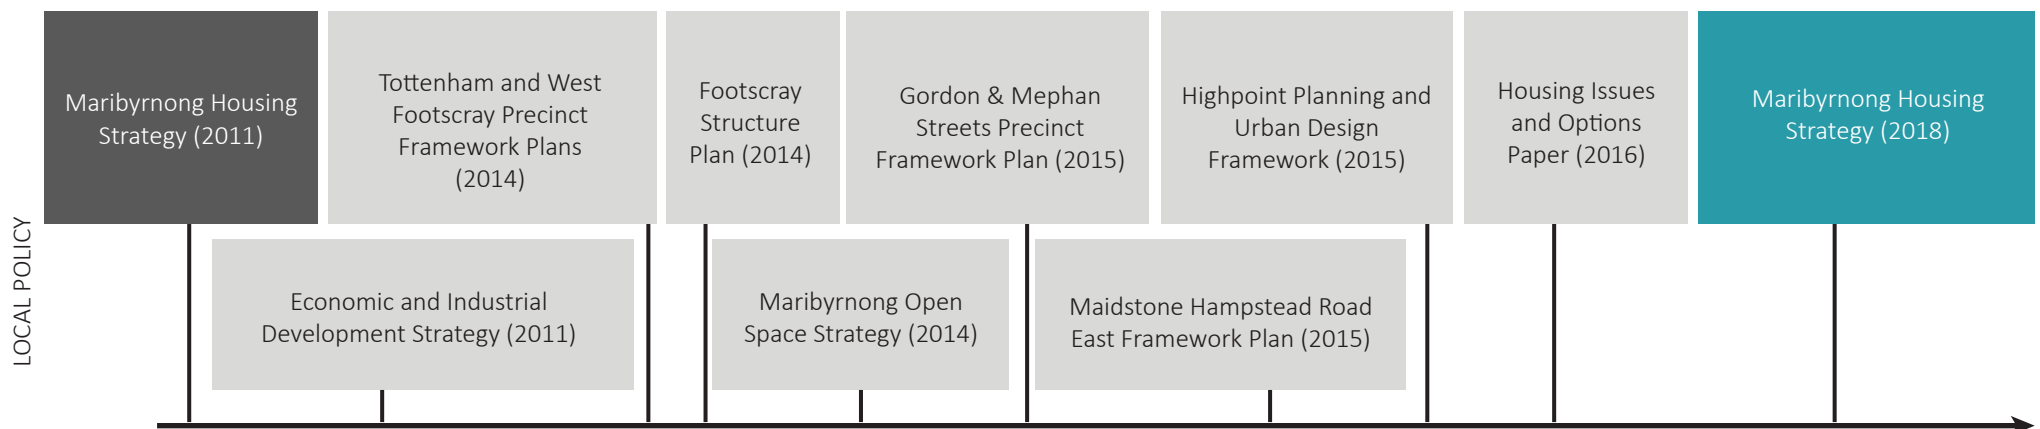 Maribyrnong Housing
Strategy (2011)
Tottenham and West
Footscray Precinct
Framework Plans
(2014)
Footscray
Structure
Plan (2014)
Gordon & Mephan
Streets Precinct
Framework Plan (2015)
Highpoint Planning and
Urban Design
Framework (2015)
Housing Issues
and Options
Paper (2016)
Maribyrnong Housing
Strategy (2018)
LOCAL POLICY
Economic and Industrial
Development Strategy (2011)
Maribyrnong Open
Space Strategy (2014)
Maidstone Hampstead Road
East Framework Plan (2015)